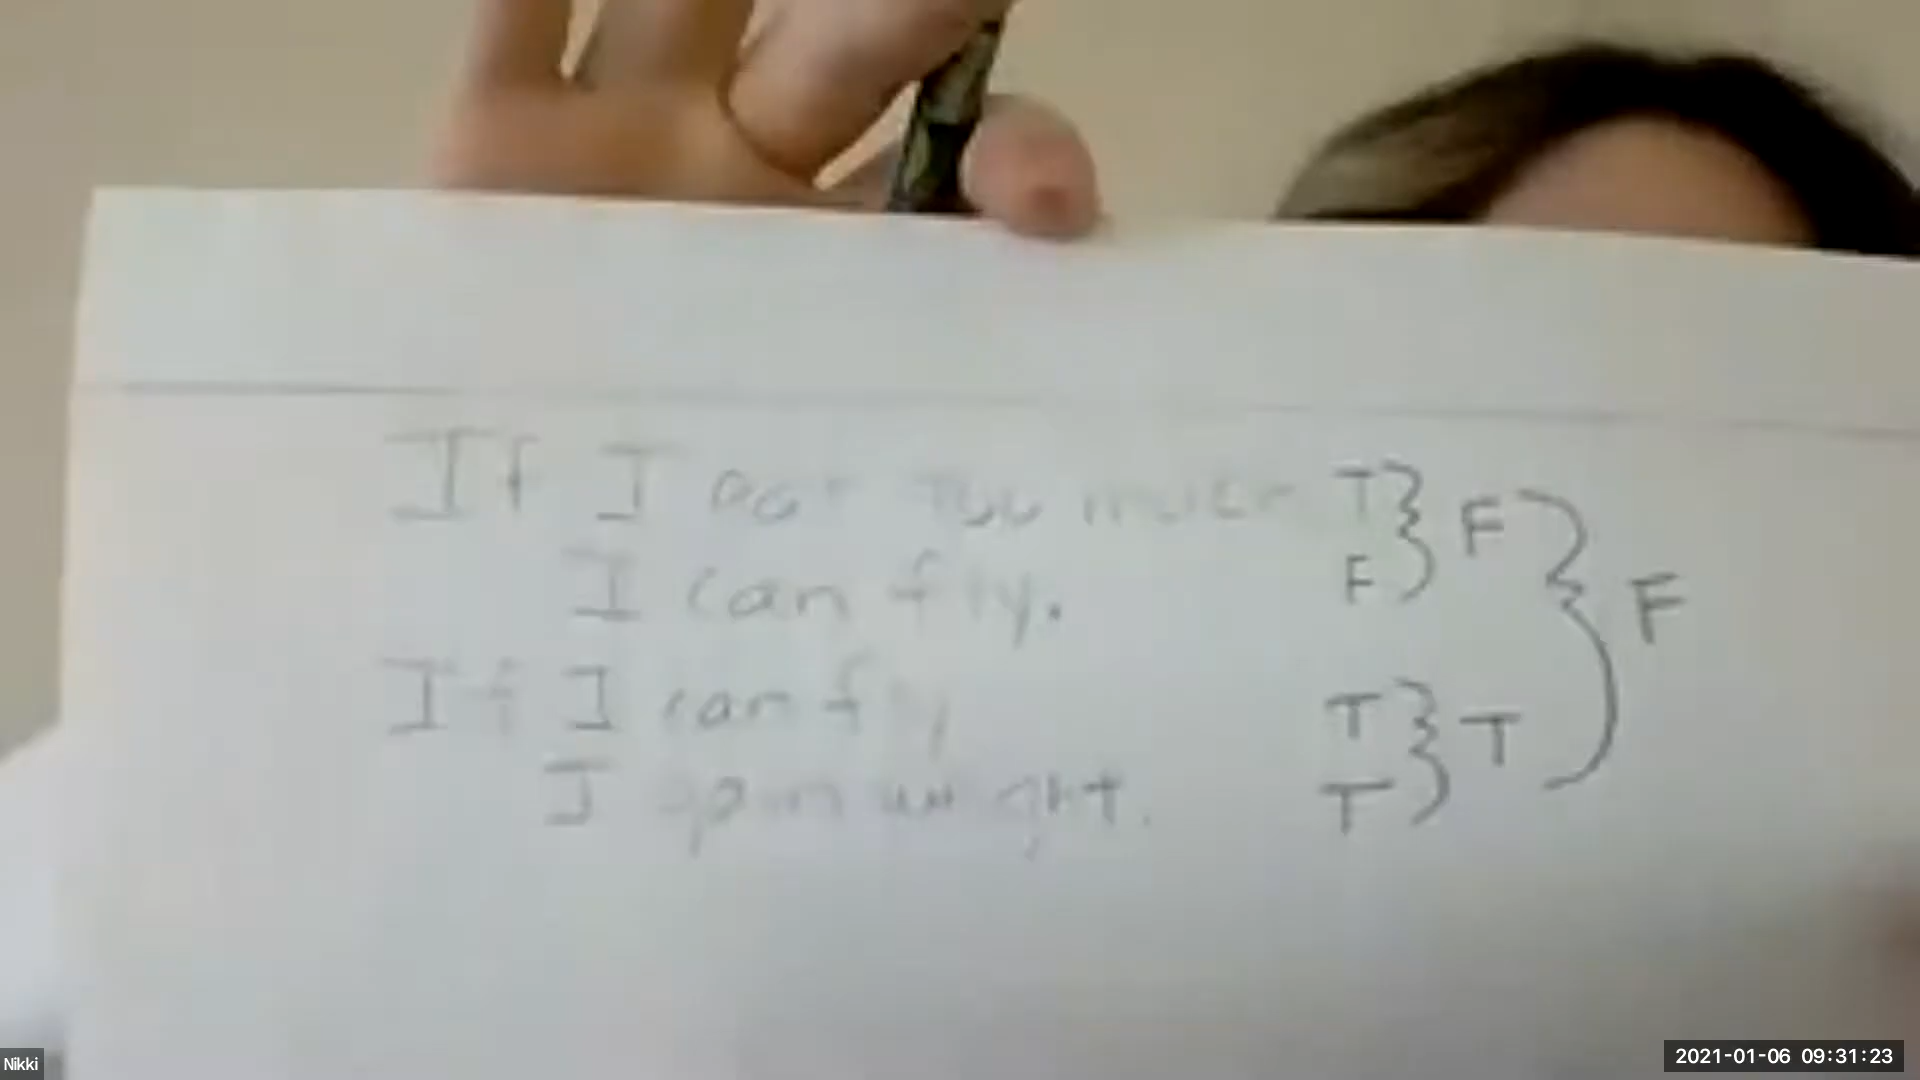 If I eat too much T } F } F
I can fly. F
If I can fly T } T
I gain weight. T
Nikki
2021-01-06 09:31:23